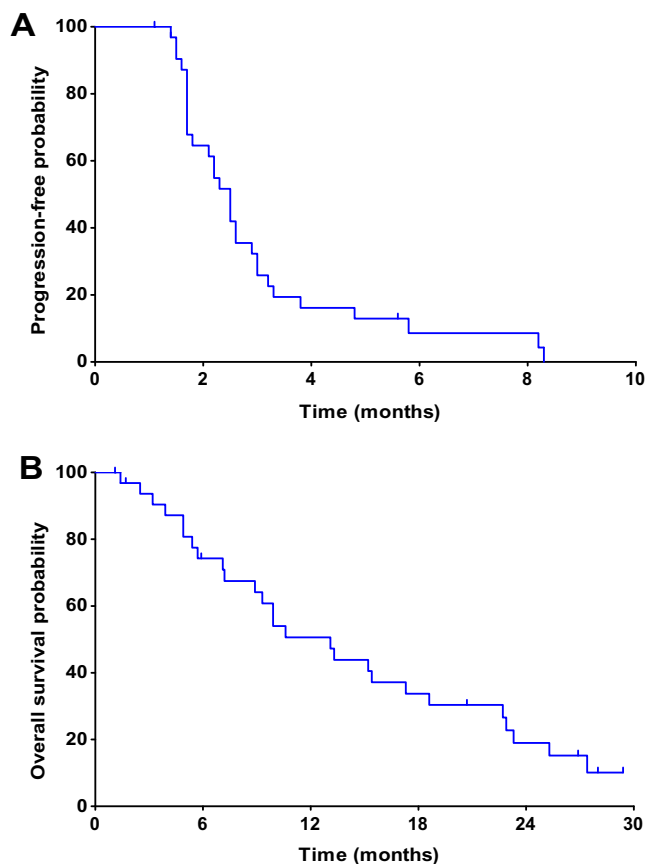 A
100
80
60
40
20
0
Progression-free probability
0 2 4 6 8 10
Time (months)
B
100
80
60
40
20
0
Overall survival probability
0 6 12 18 24 30
Time (months)